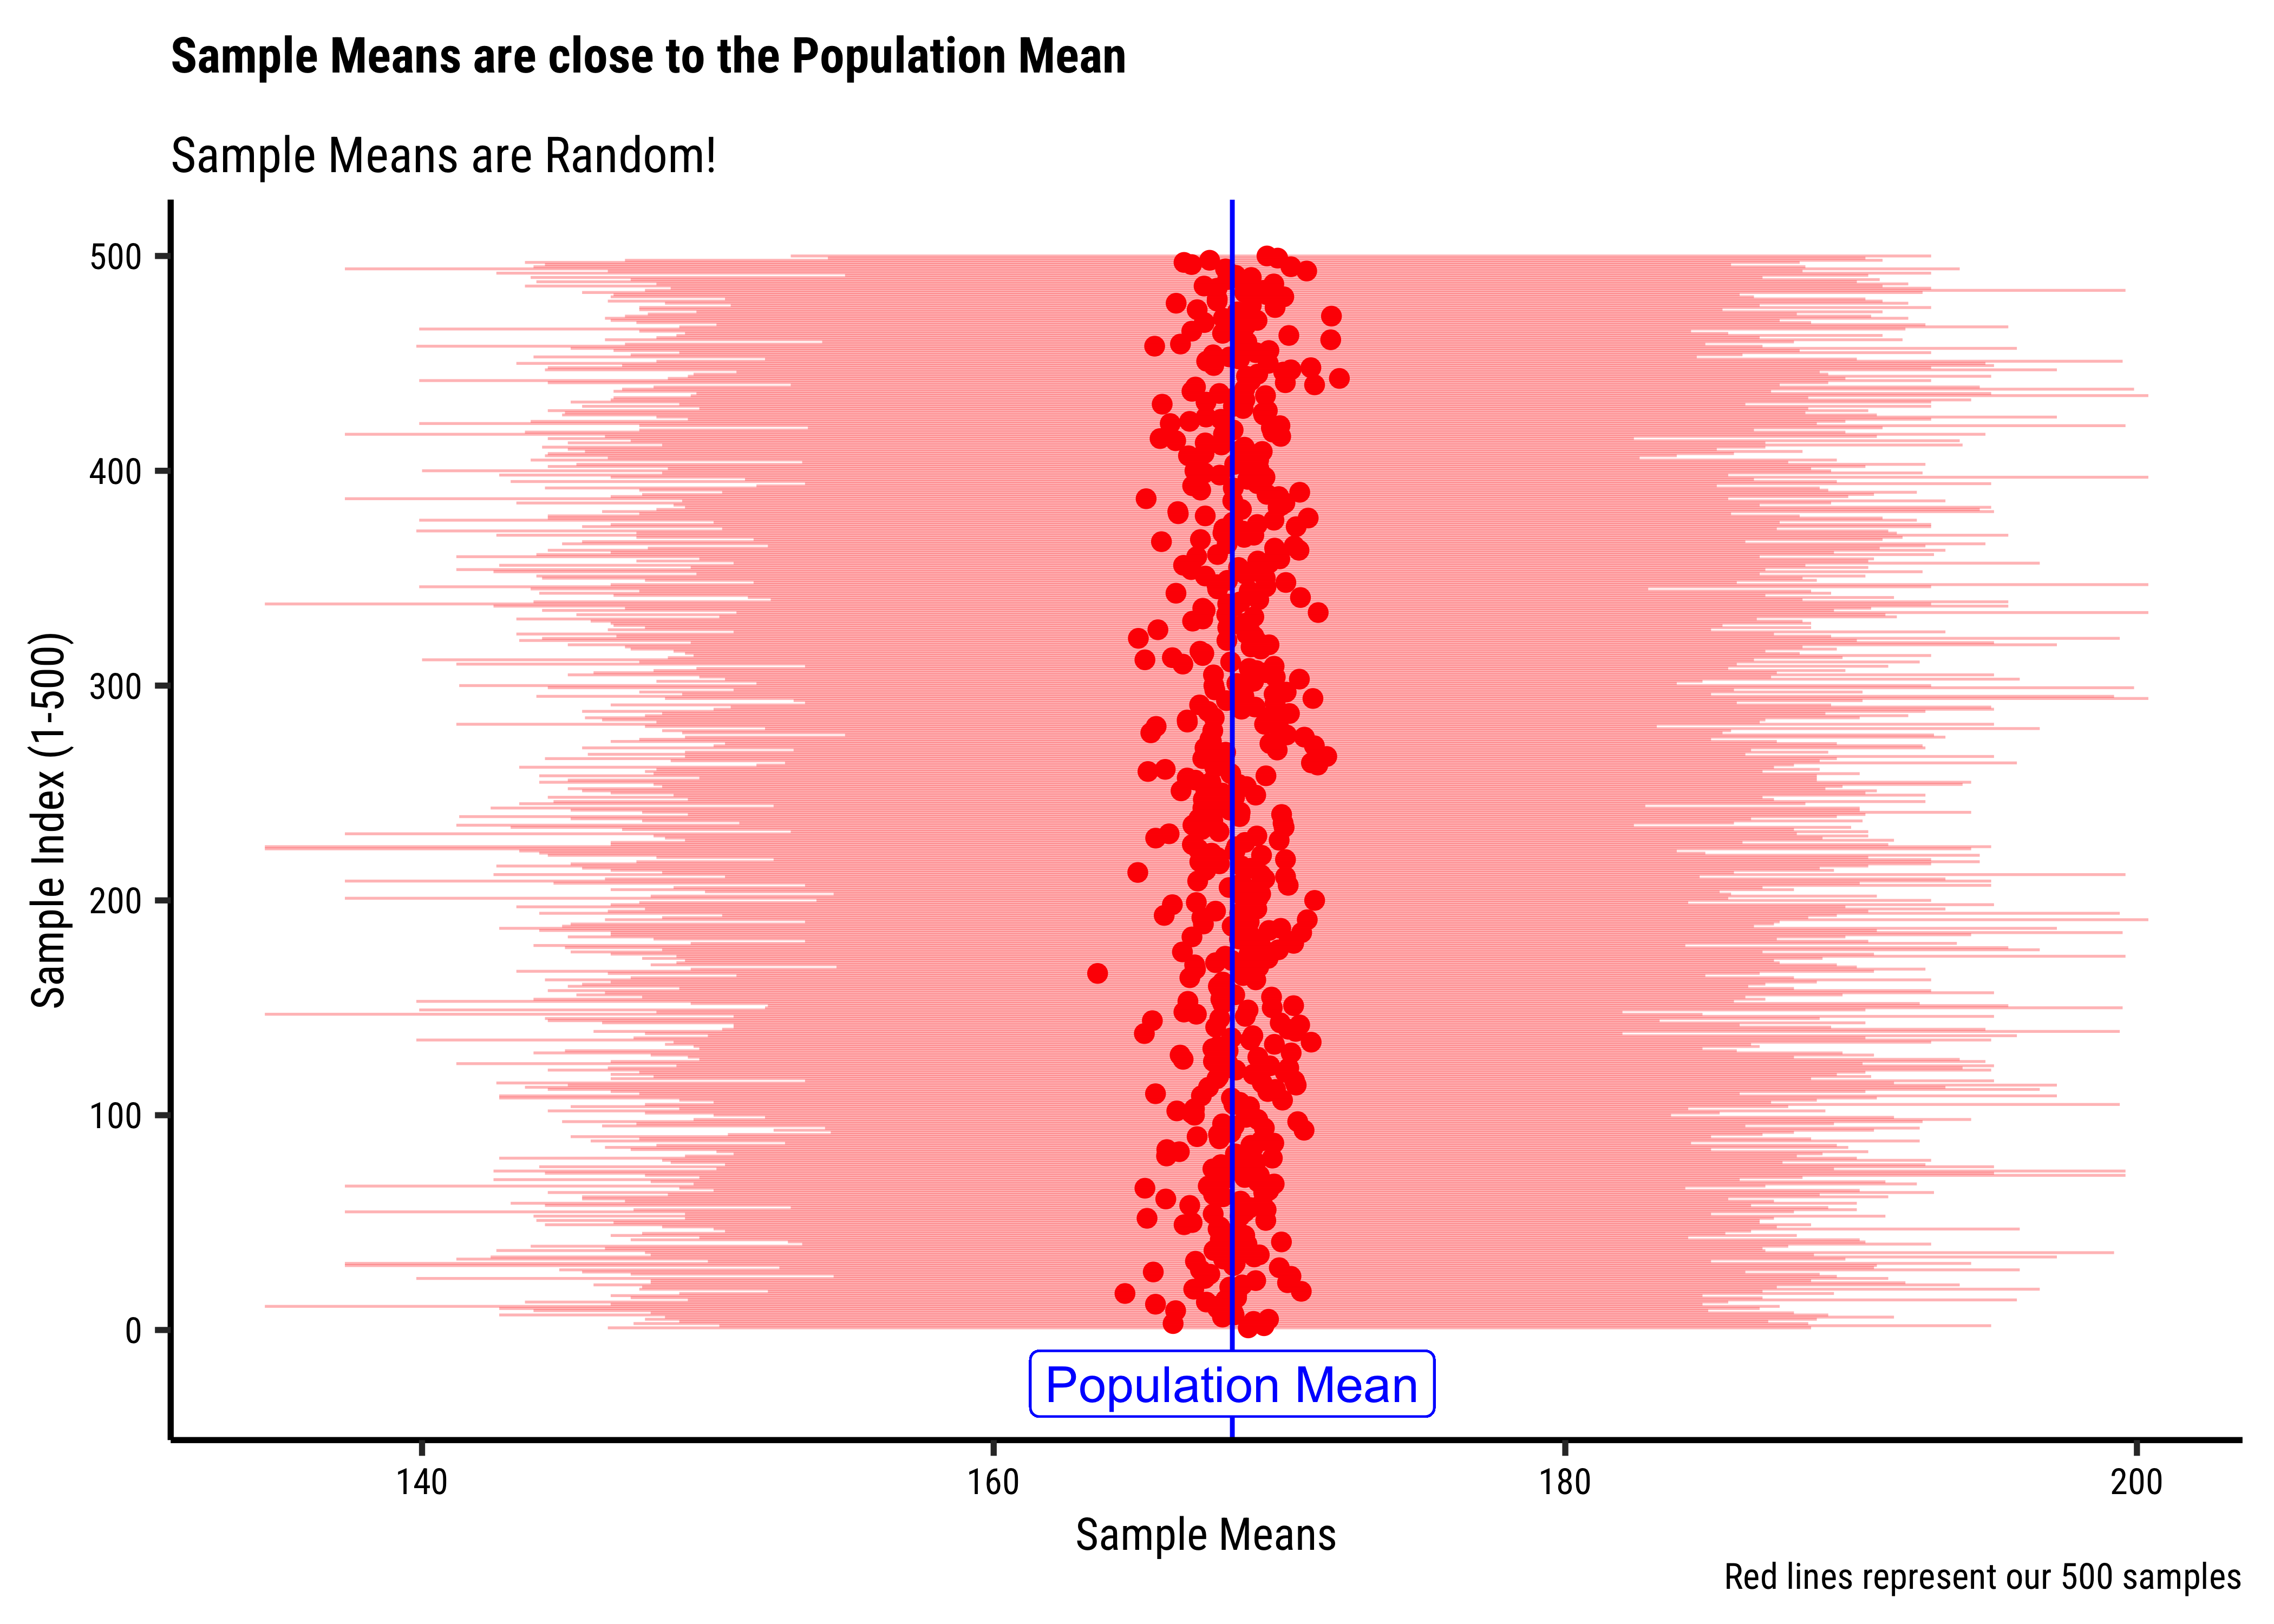 Sample Means are close to the Population Mean
Sample Means are Random!
500
400
300
200
100
0
Sample Index (1-500)
Population Mean
140
160
180
200
Sample Means
Red lines represent our 500 samples